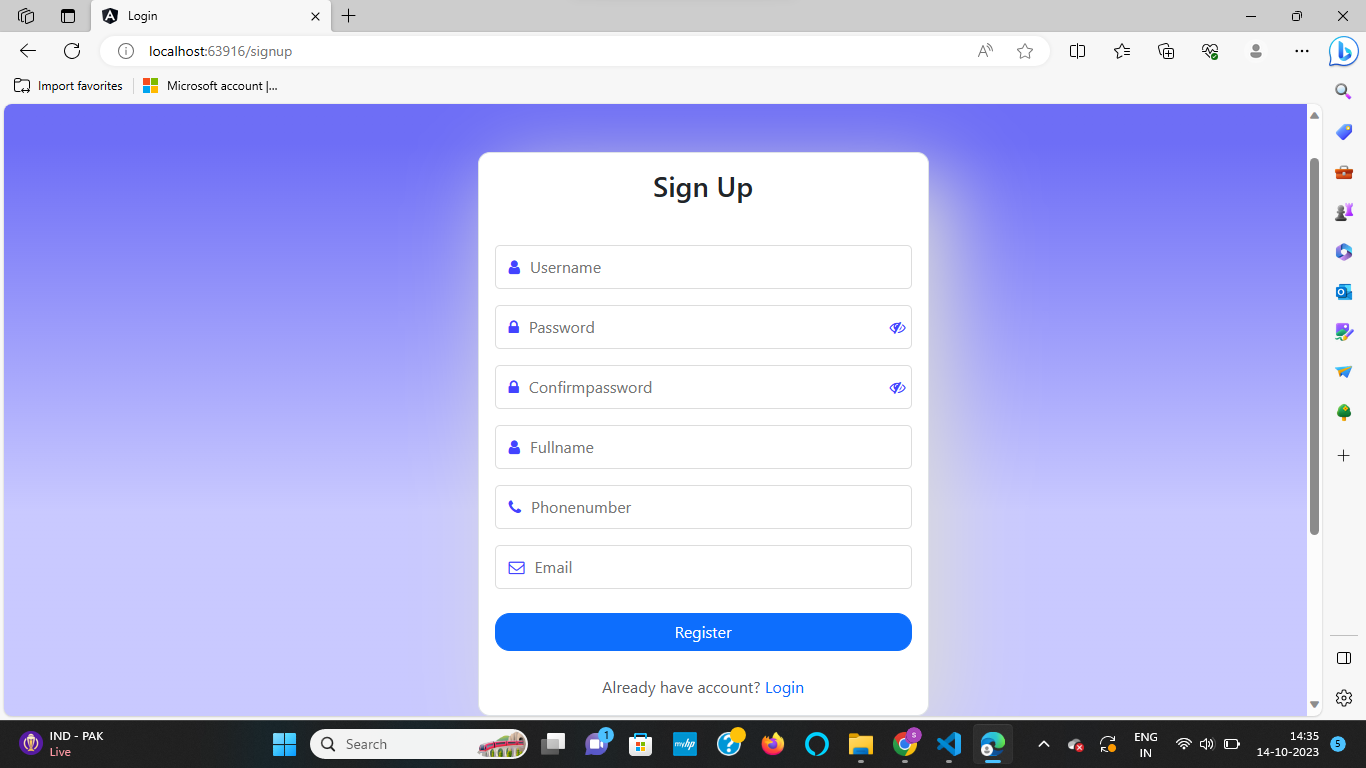 Login
localhost:63916/signup
Import favorites
Microsoft account |...
Sign Up
Username
Password
Confirmpassword
Fullname
Phonenumber
Email
Register
Already have account? Login
IND - PAK
Live
Search
1
myhp
?
S
ENG
IN
14:35
14-10-2023
5